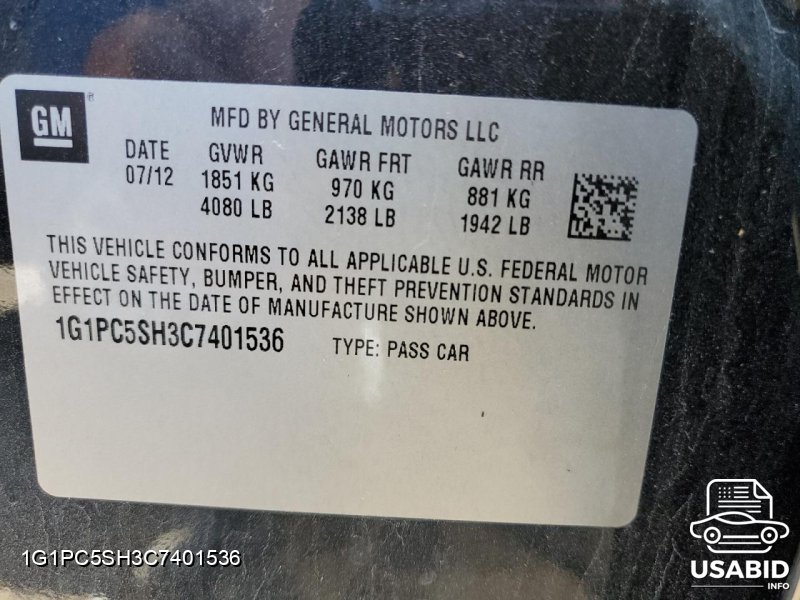 GM®
MFD BY GENERAL MOTORS LLC
DATE GVWR GAWR FRT GAWR RR
07/12 1851 KG 970 KG 881 KG
4080 LB 2138 LB 1942 LB
THIS VEHICLE CONFORMS TO ALL APPLICABLE U.S. FEDERAL MOTOR
VEHICLE SAFETY, BUMPER, AND THEFT PREVENTION STANDARDS IN
EFFECT ON THE DATE OF MANUFACTURE SHOWN ABOVE.
1G1PC5SH3C7401536 TYPE: PASS CAR
1G1PC5SH3C7401536
USABID
INFO